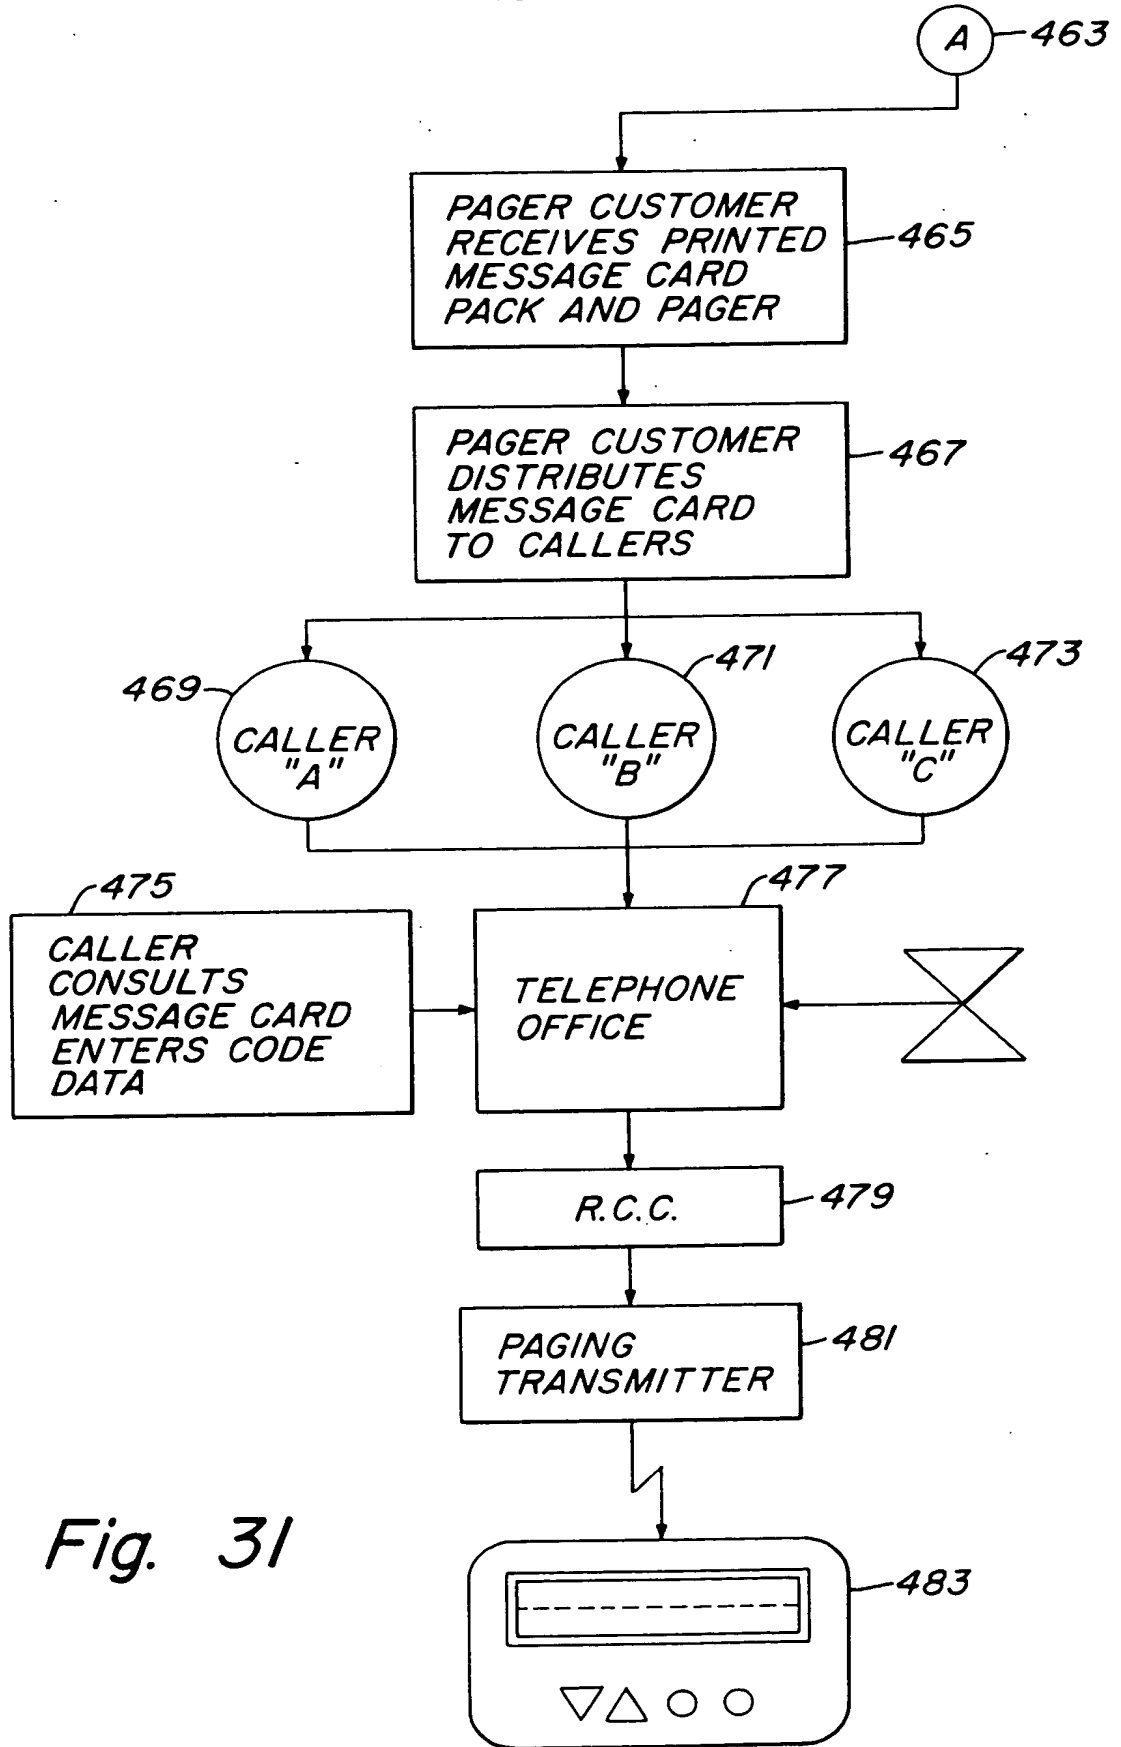 A
463
PAGER CUSTOMER
RECEIVES PRINTED
MESSAGE CARD
PACK AND PAGER
465
PAGER CUSTOMER
DISTRIBUTES
MESSAGE CARD
TO CALLERS
467
469
CALLER
"A"
471
CALLER
"B"
473
CALLER
"C"
475
CALLER
CONSULTS
MESSAGE CARD
ENTERS CODE
DATA
477
TELEPHONE
OFFICE
R.C.C.
479
PAGING
TRANSMITTER
481
Fig. 31
483